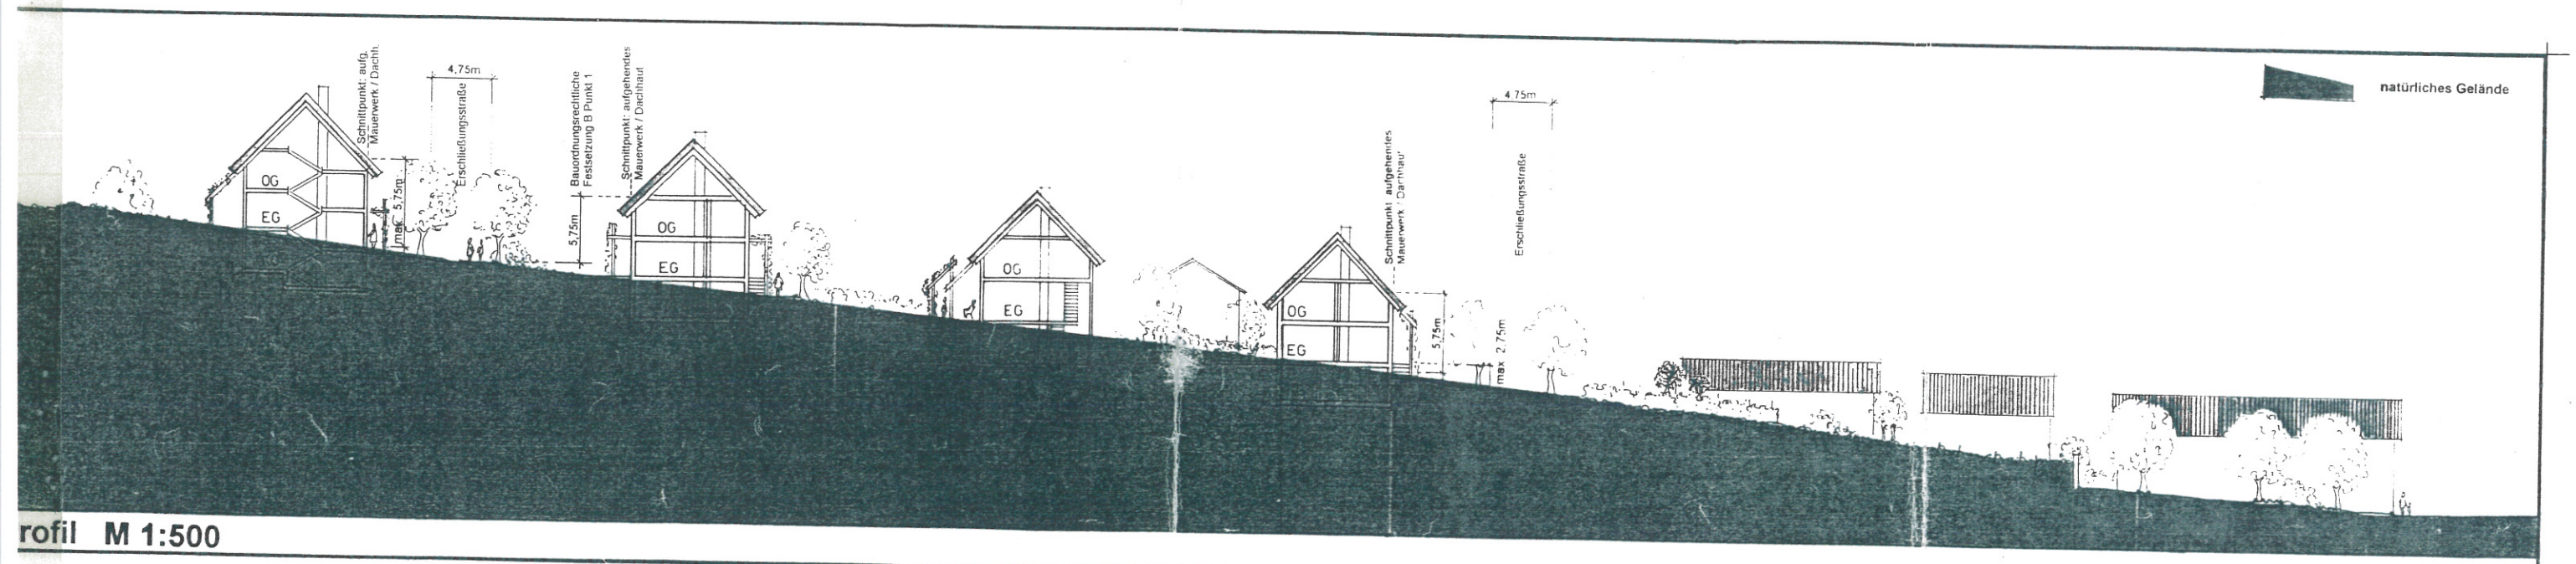 Schnittpunkt: aufg.
Mauerwerk / Dachh.
4,75m
Erschließungsstraße
max. 5,75m
OG
EG
Bauordnungsrechtliche
Festsetzung B Punkt 1
5,75m
Schnittpunkt: aufgehendes
Mauerwerk / Dachhaut
OG
EG
OG
EG
Schnittpunkt aufgehendes
Mauerwerk / Dachhau
OG
EG
5,75m
max 2,75m
4.75m
Erschließungsstraße
natürliches Gelände
rofil M 1:500